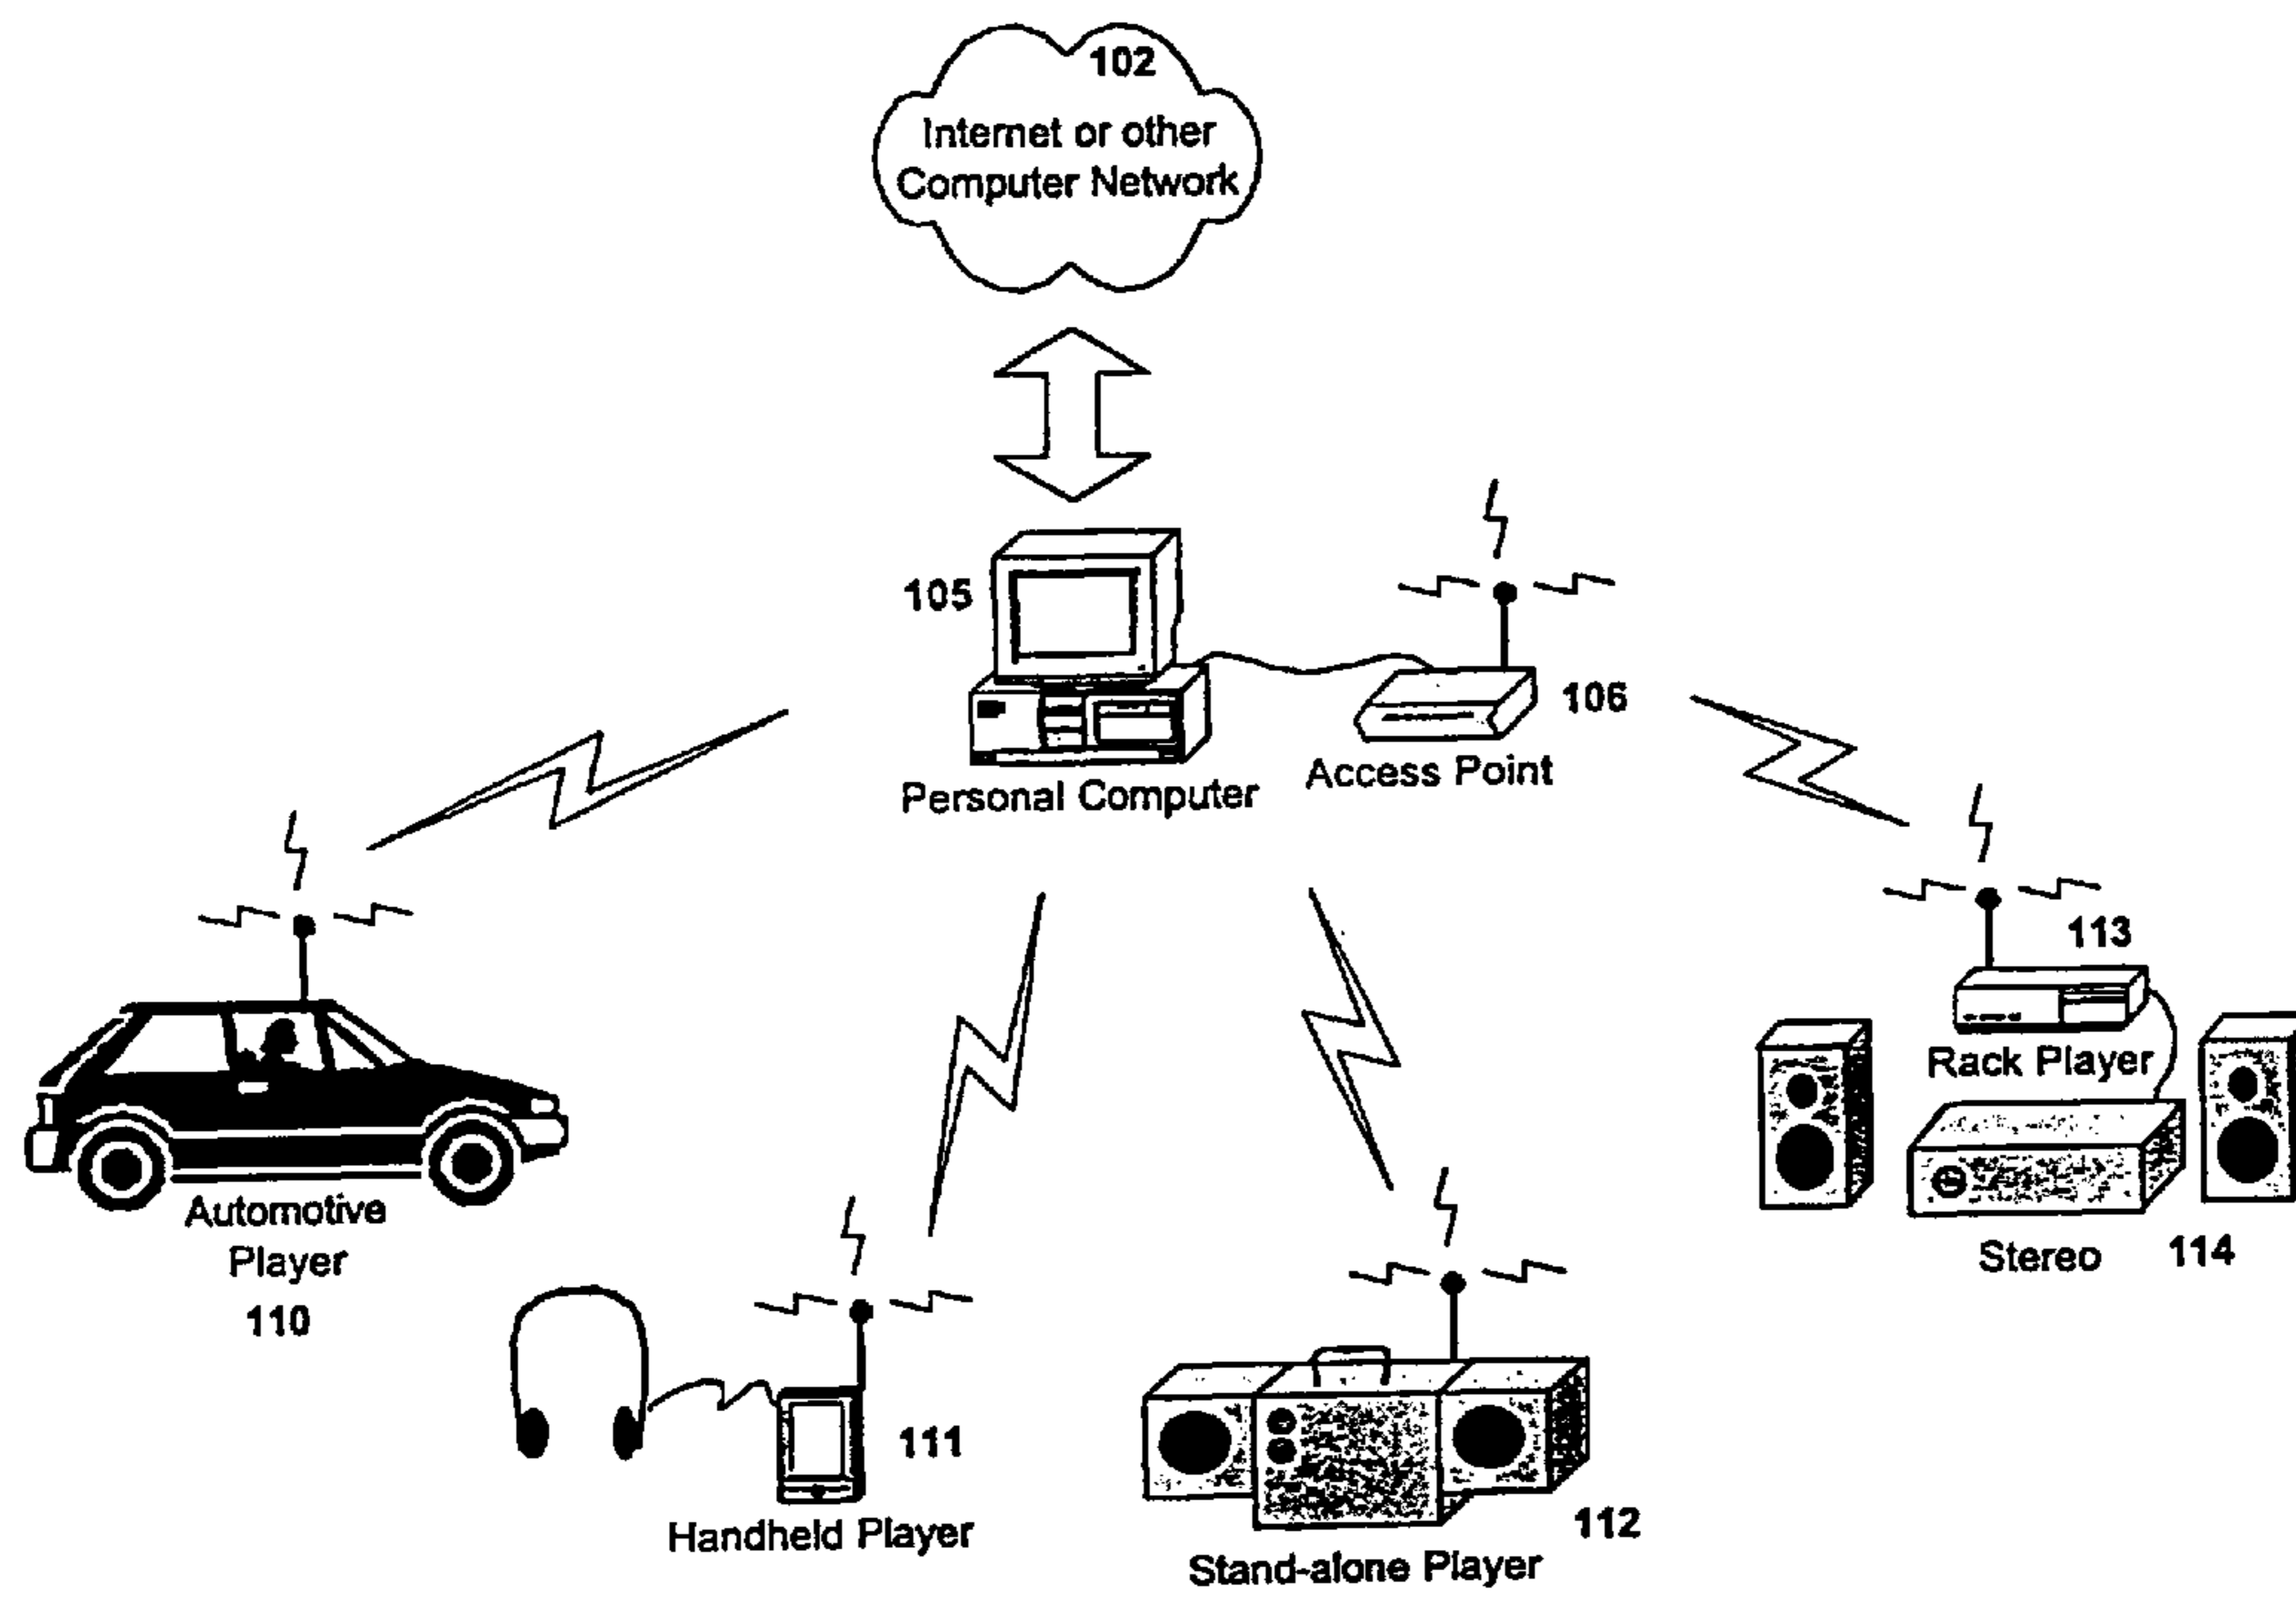 102
Internet or other
Computer Network
105
106
Personal Computer
Access Point
113
Rack Player
Automotive
Player
110
Stereo
114
111
Handheld Player
112
Stand-alone Player